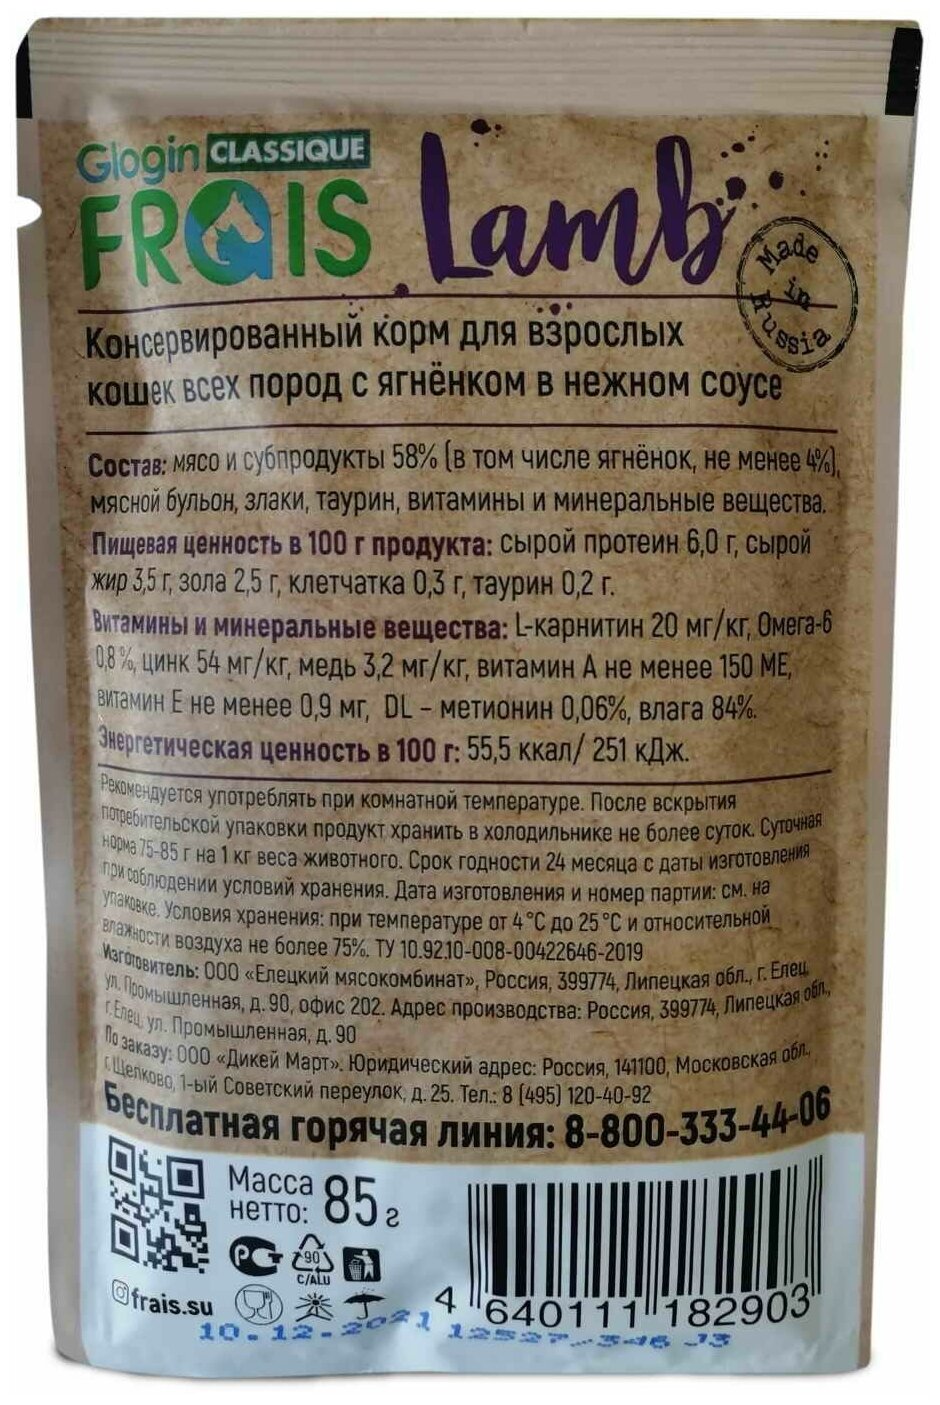 Glogin CLASSIQUE
FRAIS
Lamb
Made
in
Russia
Консервированный корм для взрослых
кошек всех пород с ягнёнком в нежном соусе
Состав: мясо и субпродукты 58% (в том числе ягнёнок, не менее 4%),
мясной бульон, злаки, таурин, витамины и минеральные вещества.
Пищевая ценность в 100 г продукта: сырой протеин 6,0 г, сырой
жир 3,5 г, зола 2,5 г, клетчатка 0,3 г, таурин 0,2 г.
Витамины и минеральные вещества: L-карнитин 20 мг/кг, Омега-6
0,8 %, цинк 54 мг/кг, медь 3,2 мг/кг, витамин А не менее 150 МЕ,
витамин Е не менее 0,9 мг, DL – метионин 0,06%, влага 84%.
Энергетическая ценность в 100 г: 55,5 ккал/ 251 кДж.
Рекомендуется употреблять при комнатной температуре. После вскрытия
потребительской упаковки продукт хранить в холодильнике не более суток. Суточная
норма 75-85 г на 1 кг веса животного. Срок годности 24 месяца с даты изготовления
при соблюдении условий хранения. Дата изготовления и номер партии: см. на
упаковке. Условия хранения: при температуре от 4 °С до 25 °С и относительной
влажности воздуха не более 75%. ТУ 10.92.10-008-00422646-2019
Изготовитель: ООО «Елецкий мясокомбинат», Россия, 399774, Липецкая обл., г. Елец,
ул. Промышленная, д. 90, офис 202. Адрес производства: Россия, 399774, Липецкая обл.,
г. Елец, ул. Промышленная, д. 90
По заказу: ООО «Дикей Март». Юридический адрес: Россия, 141100, Московская обл.,
г. Щелково, 1-ый Советский переулок, д. 25. Тел.: 8 (495) 120-40-92
Бесплатная горячая линия: 8-800-333-44-06
Масса
нетто: 85 г
РСТ
90
C/ALU
frais.su
4 640111 182903
10.12.2021 12527